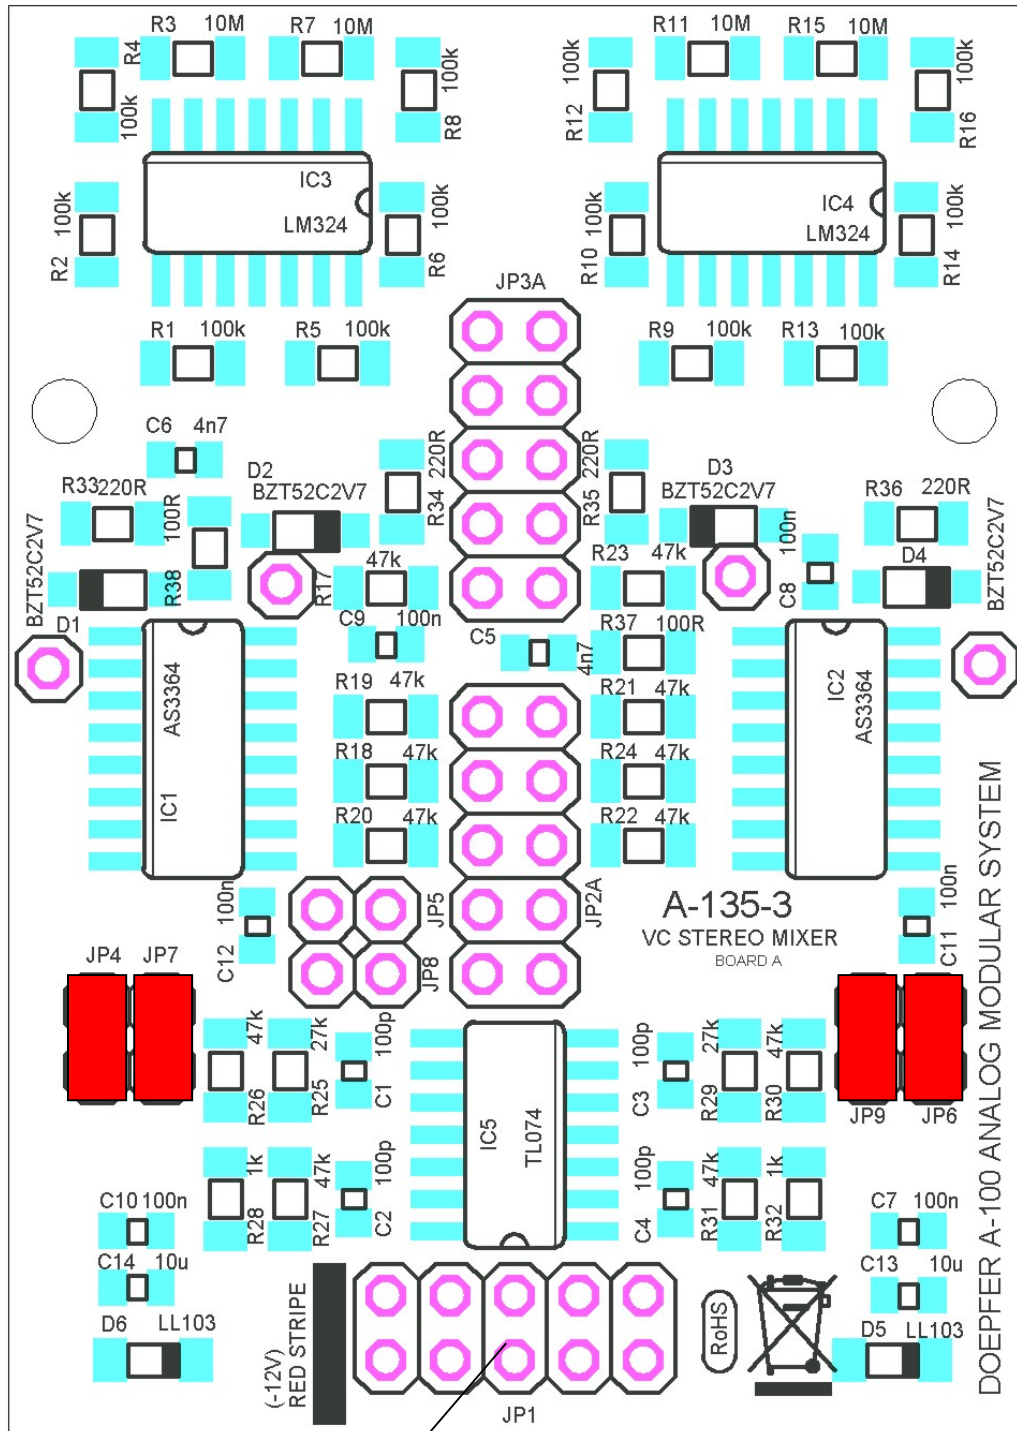 R3 10M R7 10M R11 10M R15 10M
R4 100k
100k R8
100k R12
100k R16
IC3
LM324
IC4
LM324
100k R2
100k R6
100k R10
100k R14
JP3A
R1 100k R5 100k R9 100k R13 100k
C6 4n7
R33 220R
100R R38
D2
BZT52C2V7
220R R34
220R R35
D3
BZT52C2V7
100n C8
R36 220R
D4
BZT52C2V7
BZT52C2V7
D1
R17 47k
R23 47k
C9 100n
C5 4n7
R37 100R
IC1 AS3364
IC2 AS3364
R19 47k
R21 47k
R18 47k
R24 47k
R20 47k
R22 47k
100n C12
JP5
JP8
JP2A
A-135-3
VC STEREO MIXER
BOARD A
100n C11
JP4 JP7
JP9 JP6
47k R26
27k R25
100p C1
100p C3
27k R29
47k R30
IC5 TL074
1k R28
47k R27
100p C2
100p C4
47k R31
1k R32
C10 100n
C14 10u
D6 LL103
C7 100n
C13 10u
D5 LL103
(-12V)
RED STRIPE
JP1
RoHS
DOEPFER A-100 ANALOG MODULAR SYSTEM